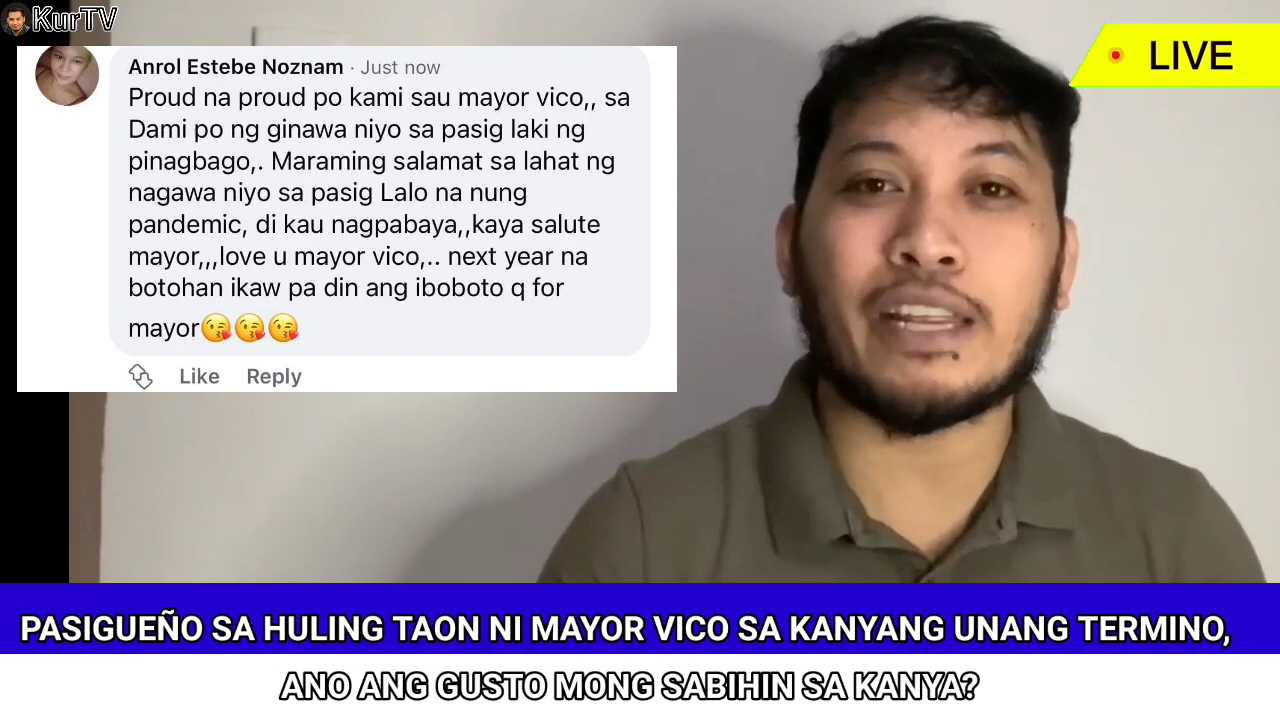 KurTV
LIVE
Anrol Estebe Noznam · Just now
Proud na proud po kami sau mayor vico,, sa
Dami po ng ginawa niyo sa pasig laki ng
pinagbago,. Maraming salamat sa lahat ng
nagawa niyo sa pasig Lalo na nung
pandemic, di kau nagpabaya,,kaya salute
mayor,,,love u mayor vico,.. next year na
botohan ikaw pa din ang iboboto q for
mayor😘😘😘
Like Reply
PASIGUEÑO SA HULING TAON NI MAYOR VICO SA KANYANG UNANG TERMINO,
ANO ANG GUSTO MONG SABIHIN SA KANYA?